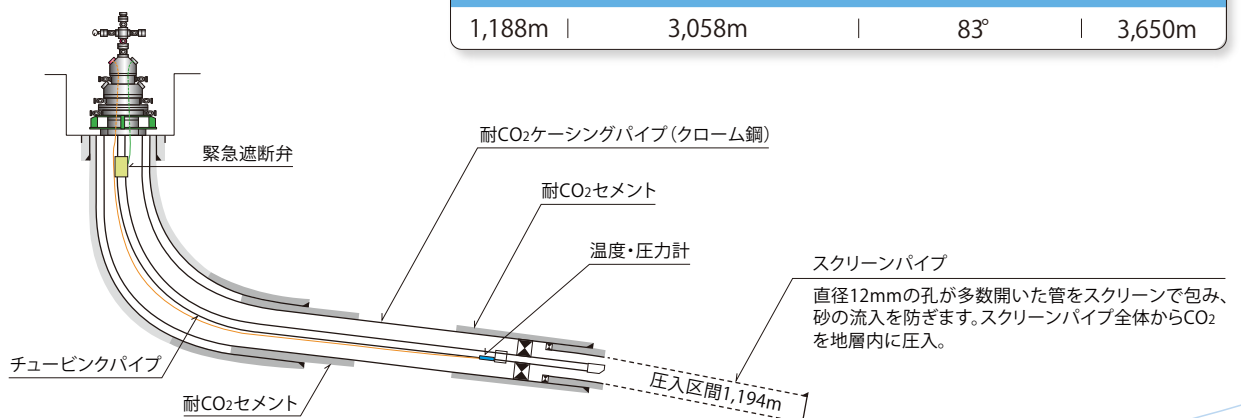 1,188m | 3,058m | 83° | 3,650m
耐CO2ケーシングパイプ（クローム鋼）
緊急遮断弁
耐CO2セメント
温度・圧力計
スクリーンパイプ
直径12mmの孔が多数開いた管をスクリーンで包み、
砂の流入を防ぎます。スクリーンパイプ全体からCO2
を地層内に圧入。
チュービンクパイプ
圧入区間1,194m
耐CO2セメント